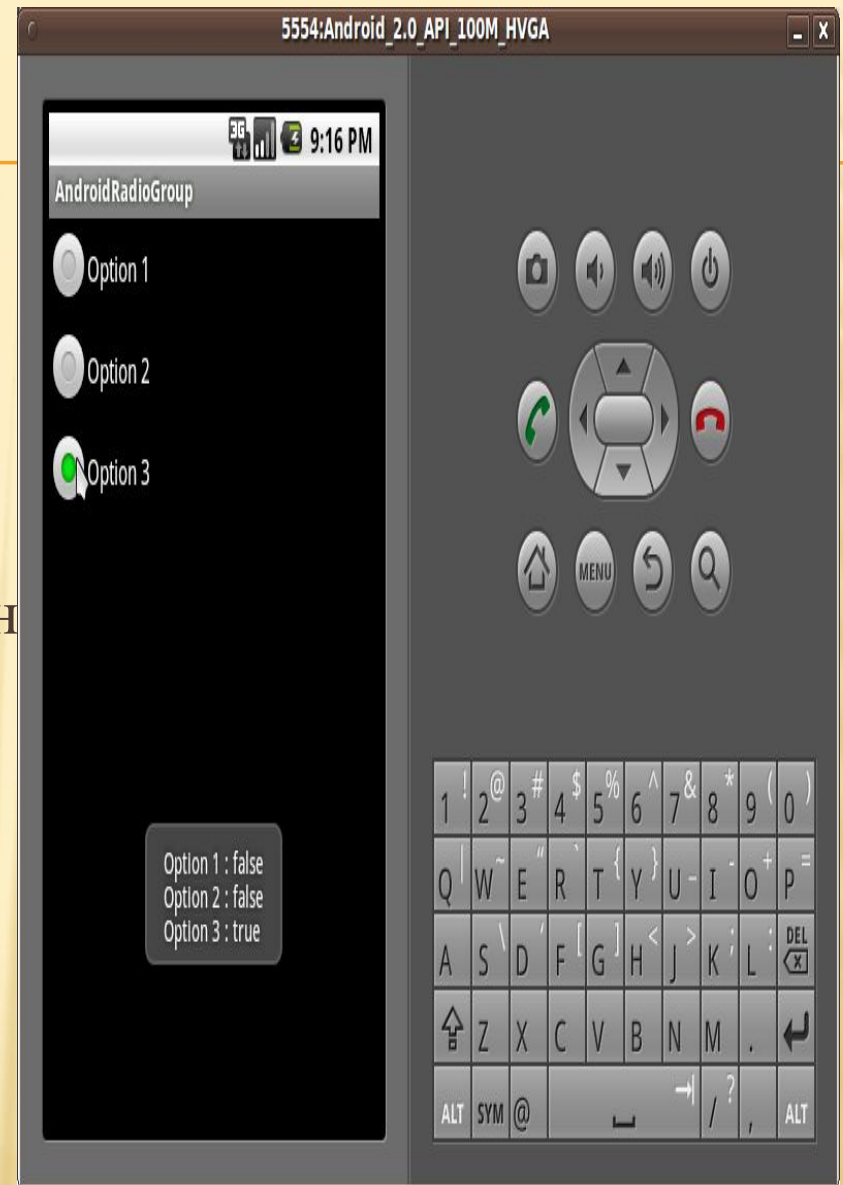 5554:Android_2.0_API_100M_HVGA
3G 9:16 PM
AndroidRadioGroup
Option 1
Option 2
Option 3
H
MENU
Option 1 : false
Option 2 : false
Option 3 : true
1 ! 2 @ 3 # 4 $ 5 % 6 ^ 7 & 8 * 9 ( 0 )
Q | W ~ E " R ` T { Y } U _ I - O + P =
A S \ D ' F [ G ] H < J > K ; L : DEL
Z X C V B N M .
ALT SYM @ / ? , ALT